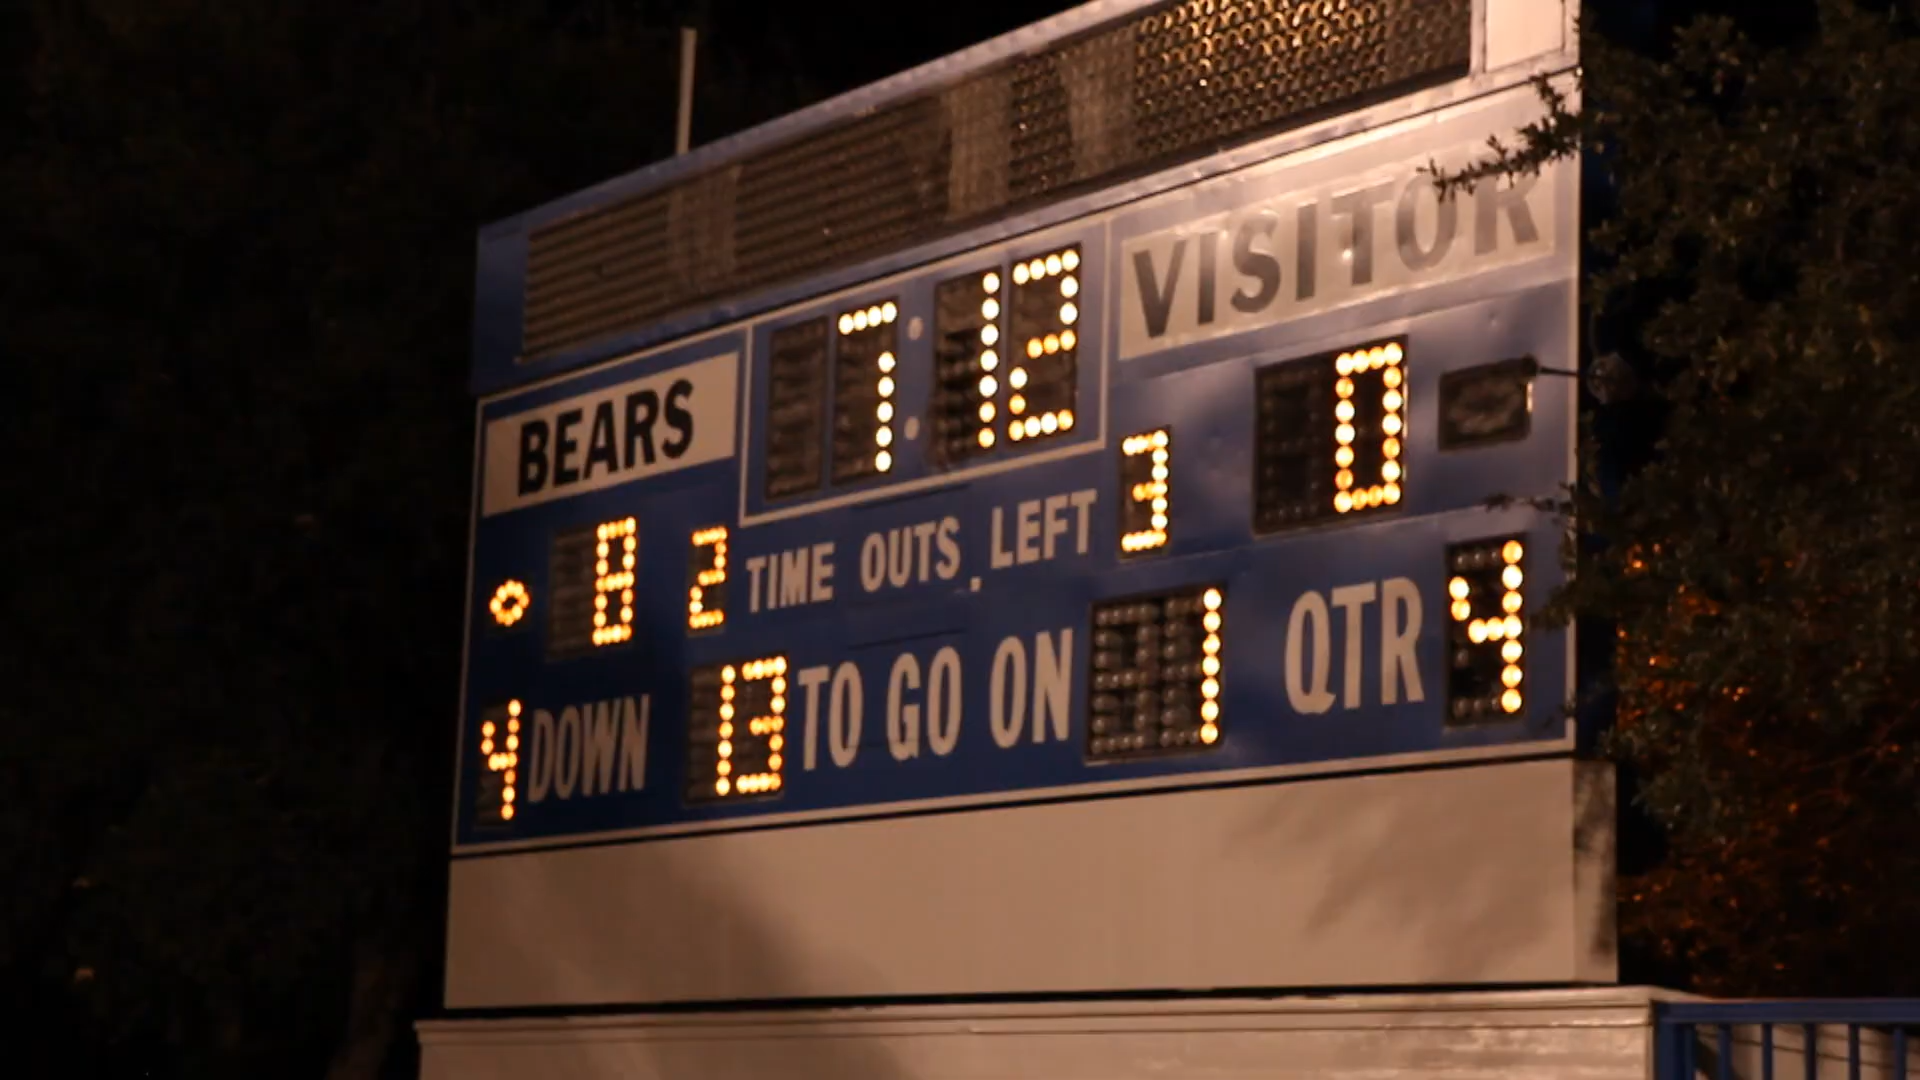 VISITOR
7:12
BEARS
0
8 2 TIME OUTS LEFT 3
4 DOWN 13 TO GO ON 1 QTR 4